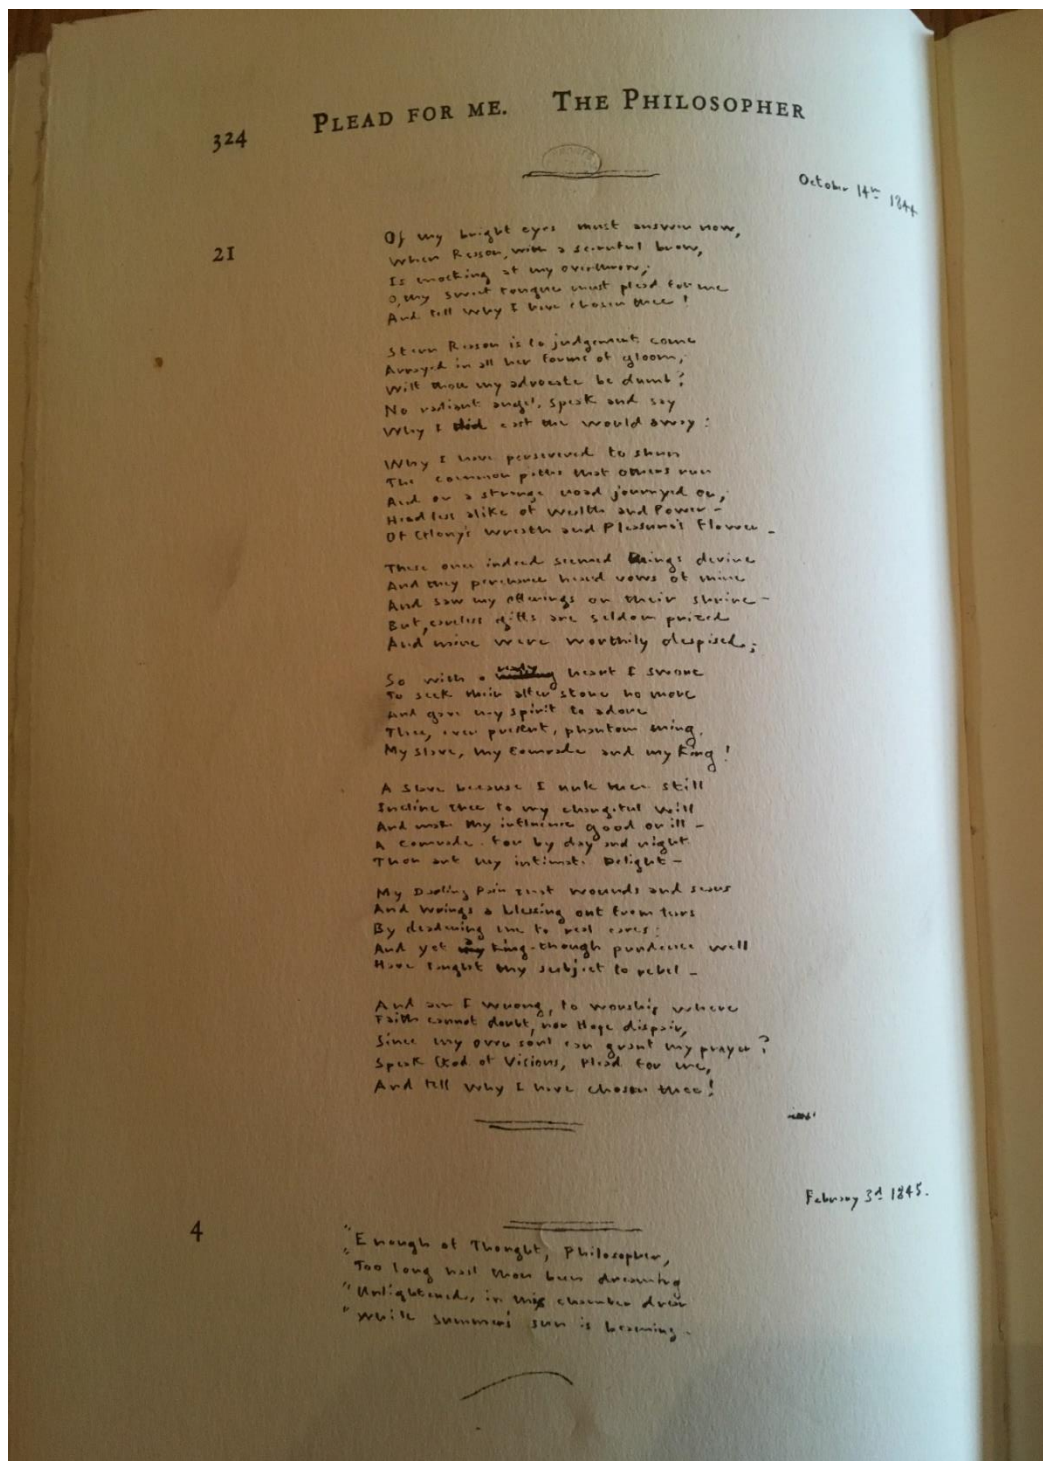 324 PLEAD FOR ME. THE PHILOSOPHER
October 14th 1844
21
Of thy bright eyes must answer now,
When Reason, with a scornful brow,
Is mocking at my overthrow;
O, thy sweet tongue must plead for me
And tell why I have chosen thee!
Stern Reason is to judgement come
Arrayed in all her forms of gloom;
Wilt thou my advocate be dumb?
No radiant angel, speak and say
Why I did cast the world away:
Why I have persevered to shun
The common paths that others run
And on a strange road journeyed on;
Heedless alike of Wealth and Power —
Of Glory's wreath and Pleasure's flower —
These once indeed seemed Beings divine
And they perchance heard vows of mine
And saw my offerings on their shrine —
But, careless gifts are seldom prized
And mine were worthily despised;
So with a ready heart I swore
To seek their alter stone no more
And gave my spirit to adore
Thee, ever present, phantom thing,
My Slave, my Comrade and my King!
A Slave because I rule thee still
Incline thee to my changeful will
And make thy influence good or ill —
A comrade, for by day and night
Thou art my intimate Delight —
My Darling Pain that wounds and sears
And wrings a blessing out from tears
By deadening me to real cares;
And yet a king - though prudence well
Have taught thy subject to rebel —
And am I wrong, to worship where
Faith cannot doubt, nor Hope dispair,
Since my own soul can grant my prayer?
Speak God of Visions, plead for me,
And tell why I have chosen thee!
February 3d 1845.
4
"Enough of Thought, Philosopher,
"Too long hast thou been dreaming
"Unlightened, in this chamber drear
"While summer's sun is beaming —